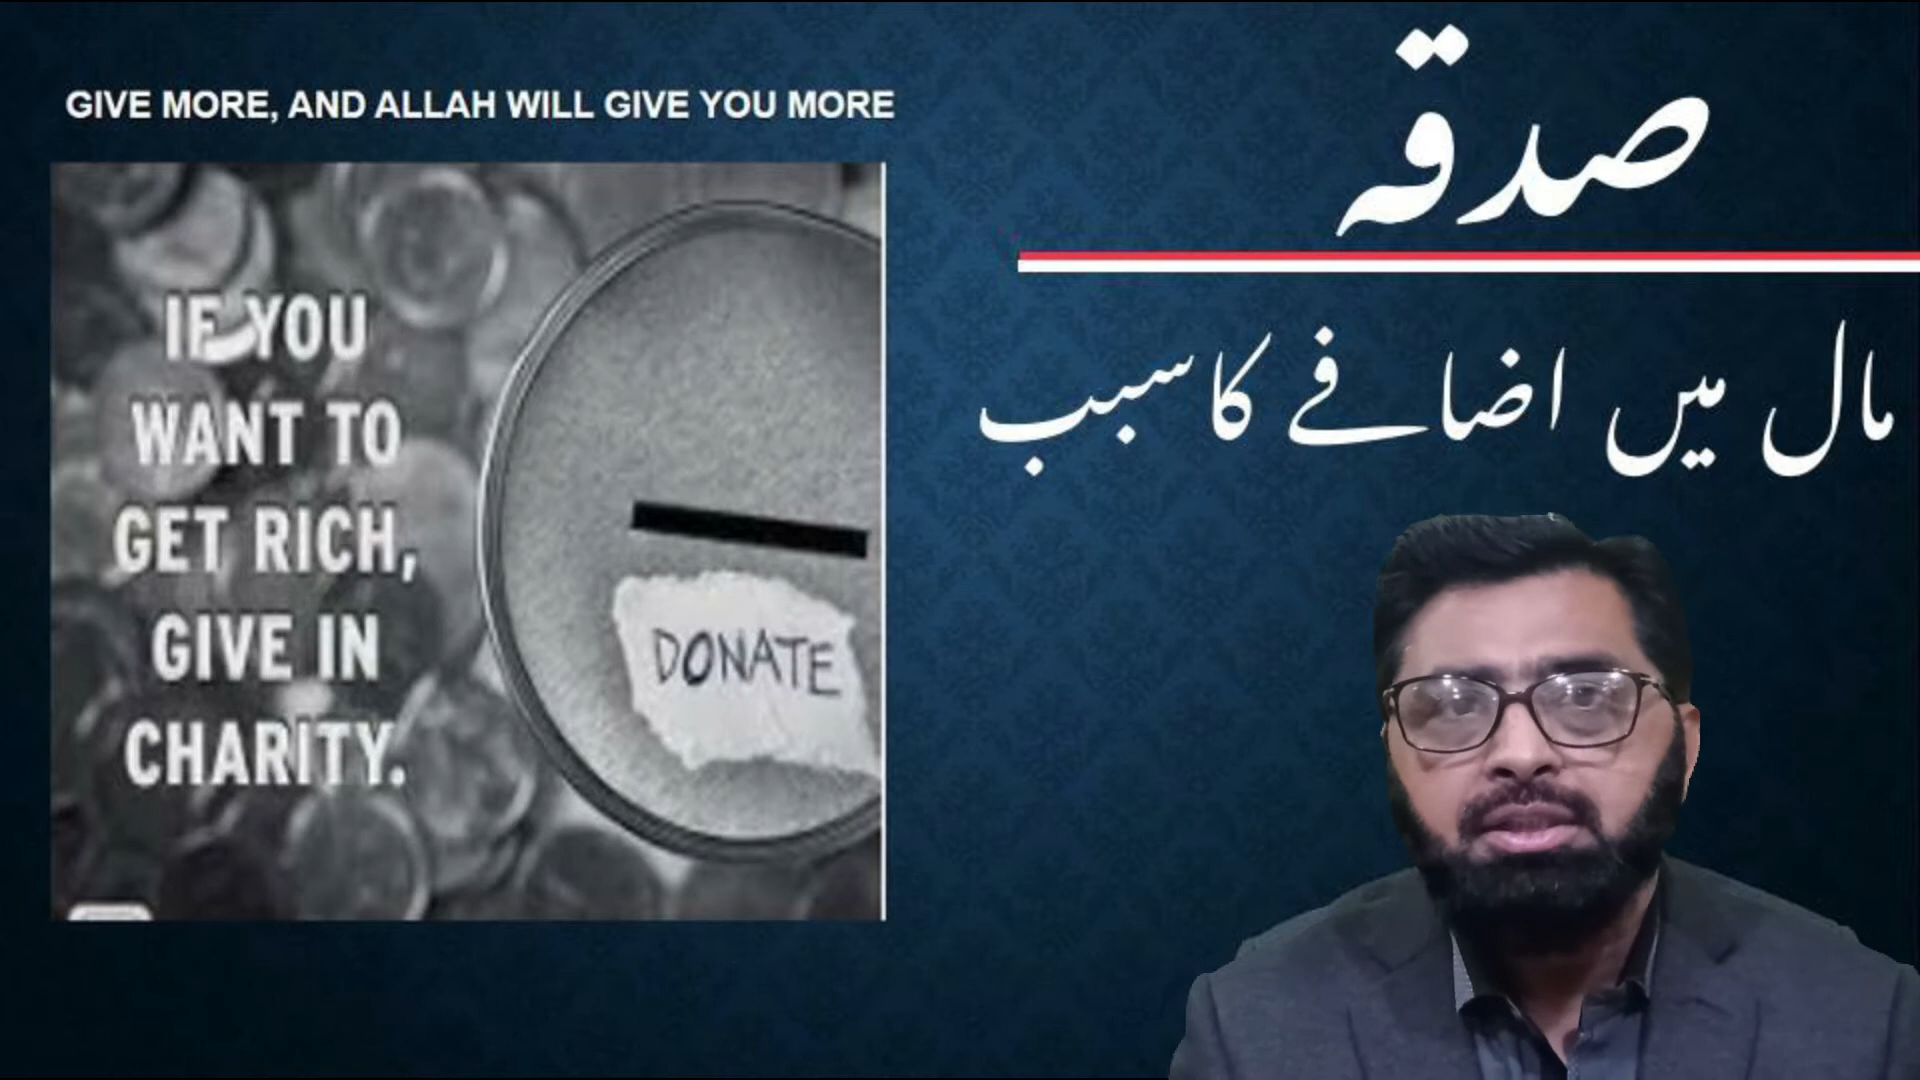 GIVE MORE, AND ALLAH WILL GIVE YOU MORE
IF YOU
WANT TO
GET RICH,
GIVE IN
CHARITY.
DONATE
صدقہ
مال میں اضافے کا سبب